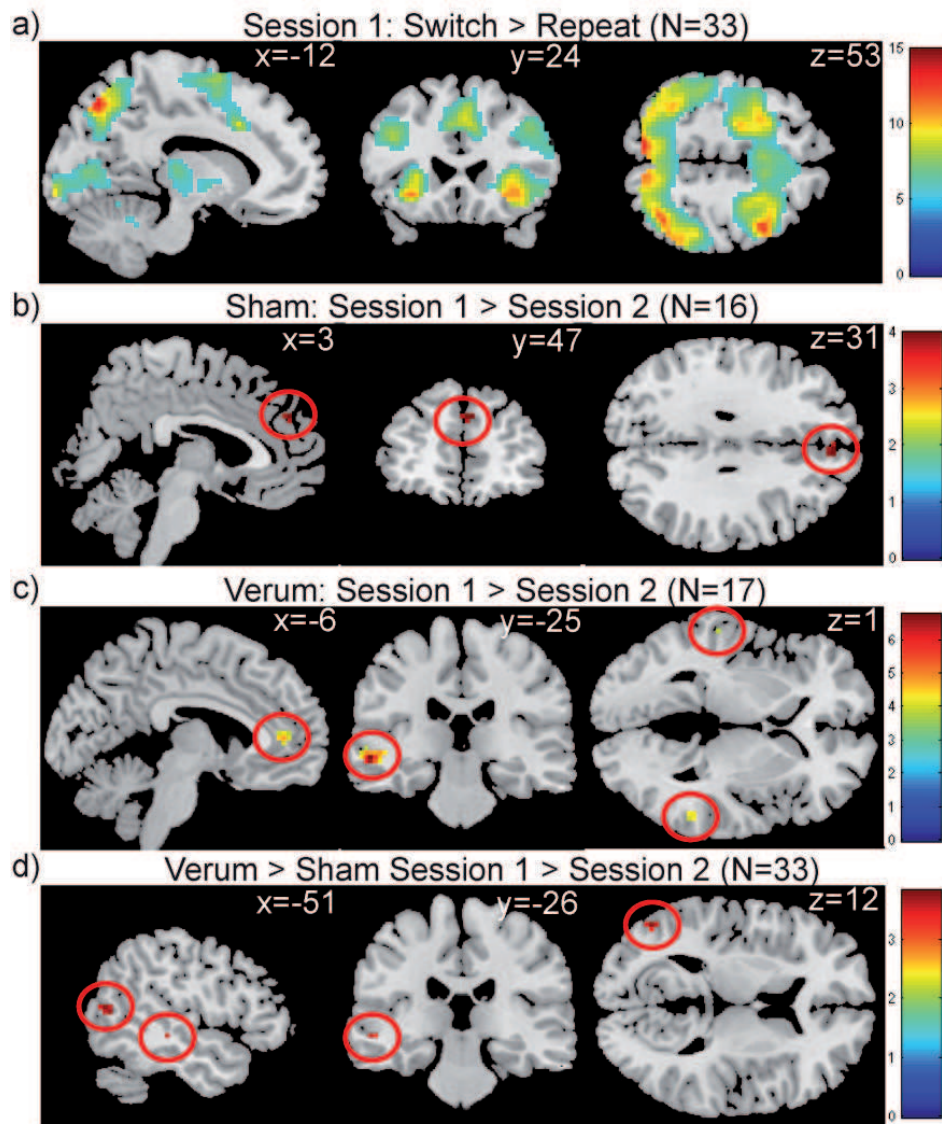 a) Session 1: Switch > Repeat (N=33)
x=-12 y=24 z=53
15
10
5
0
b) Sham: Session 1 > Session 2 (N=16)
x=3 y=47 z=31
4
3
2
1
0
c) Verum: Session 1 > Session 2 (N=17)
x=-6 y=-25 z=1
6
5
4
3
2
1
0
d) Verum > Sham Session 1 > Session 2 (N=33)
x=-51 y=-26 z=12
3
2
1
0